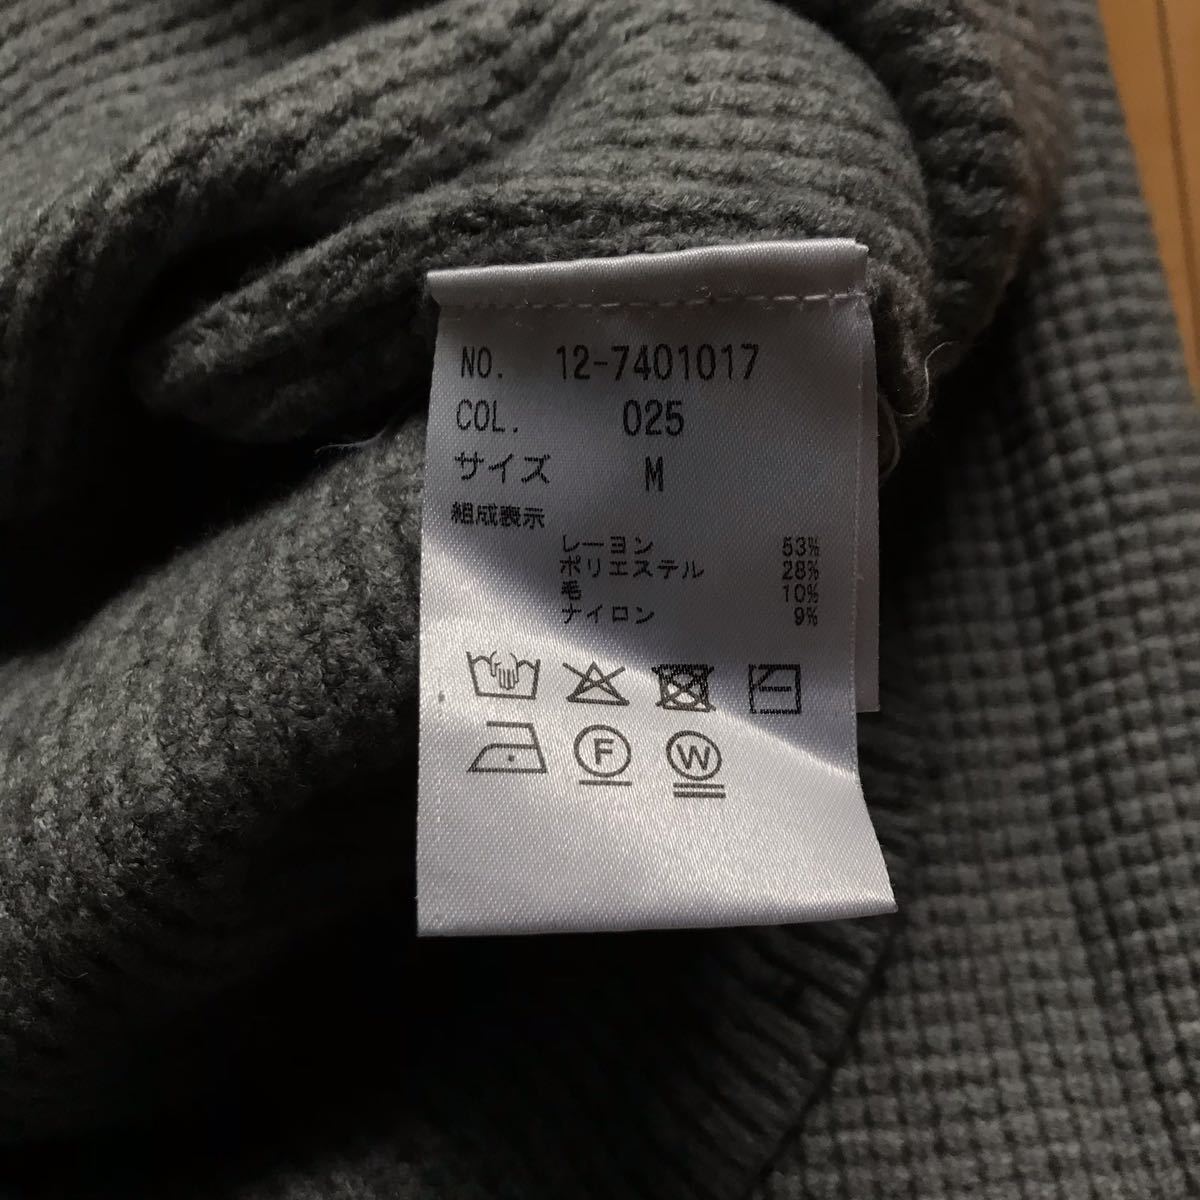 NO. 12-7401017
COL. 025
サイズ M
組成表示
レーヨン 53%
ポリエステル 28%
毛 10%
ナイロン 9%
F W